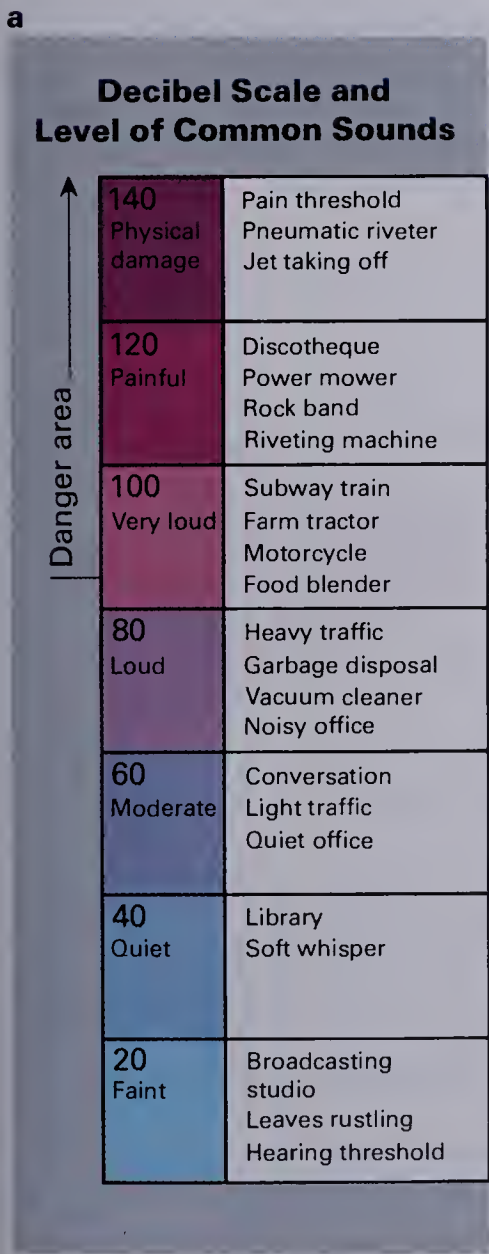 a
Decibel Scale and
Level of Common Sounds
Danger area
140
Physical
damage
Pain threshold
Pneumatic riveter
Jet taking off
120
Painful
Discotheque
Power mower
Rock band
Riveting machine
100
Very loud
Subway train
Farm tractor
Motorcycle
Food blender
80
Loud
Heavy traffic
Garbage disposal
Vacuum cleaner
Noisy office
60
Moderate
Conversation
Light traffic
Quiet office
40
Quiet
Library
Soft whisper
20
Faint
Broadcasting
studio
Leaves rustling
Hearing threshold